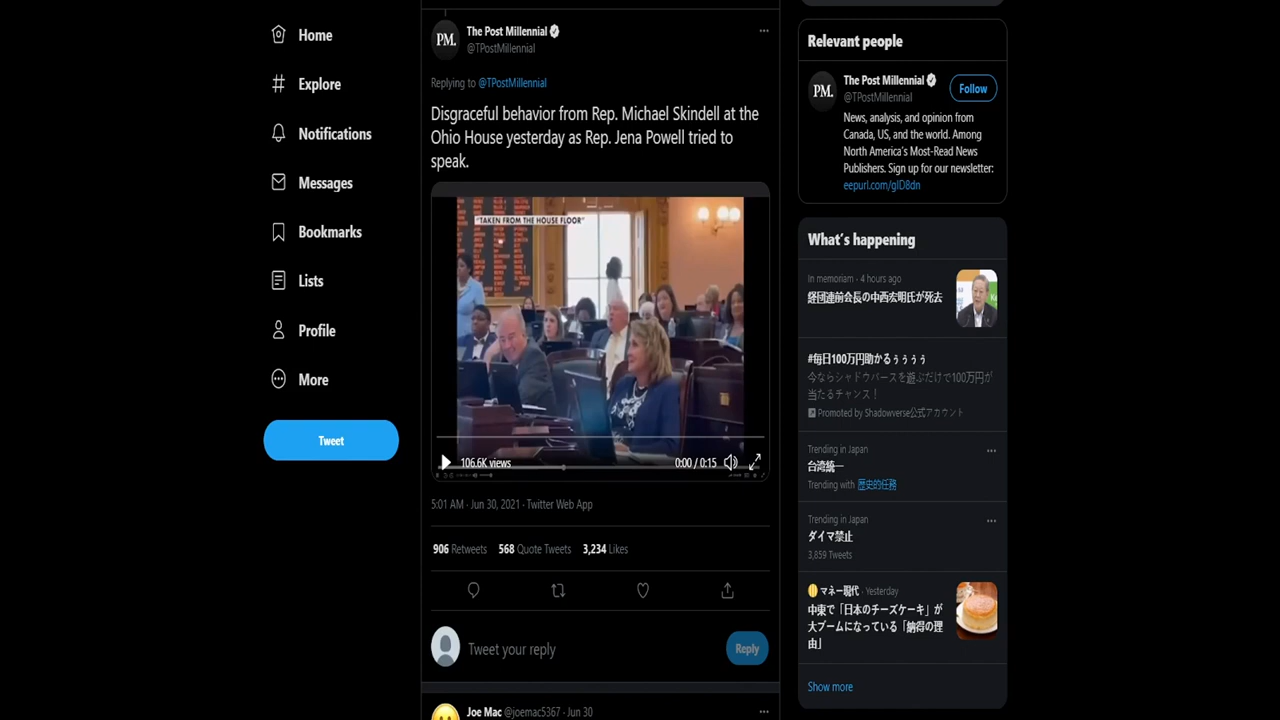 Home
Explore
Notifications
Messages
Bookmarks
Lists
Profile
More
Tweet
PM.
The Post Millennial
@TPostMillennial
Replying to @TPostMillennial
Disgraceful behavior from Rep. Michael Skindell at the
Ohio House yesterday as Rep. Jena Powell tried to
speak.
"TAKEN FROM THE HOUSE FLOOR"
106.6K views
0:00 / 0:15
5:01 AM · Jun 30, 2021 · Twitter Web App
906 Retweets 568 Quote Tweets 3,234 Likes
Tweet your reply
Reply
Joe Mac @joemac5367 · Jun 30
Relevant people
PM.
The Post Millennial
@TPostMillennial
Follow
News, analysis, and opinion from
Canada, US, and the world. Among
North America's Most-Read News
Publishers. Sign up for our newsletter:
eepurl.com/glD8dn
What's happening
In memoriam · 4 hours ago
経団連前会長の中西宏明氏が死去
#毎日100万円助かるぅぅぅぅ
今ならシャドウバースを遊ぶだけで100万円が
当たるチャンス！
Promoted by Shadowverse公式アカウント
Trending in Japan
台湾統一
Trending with 歴史的任務
Trending in Japan
ダイマ禁止
3,859 Tweets
マネー現代 · Yesterday
中東で「日本のチーズケーキ」が
大ブームになっている「納得の理
由」
Show more